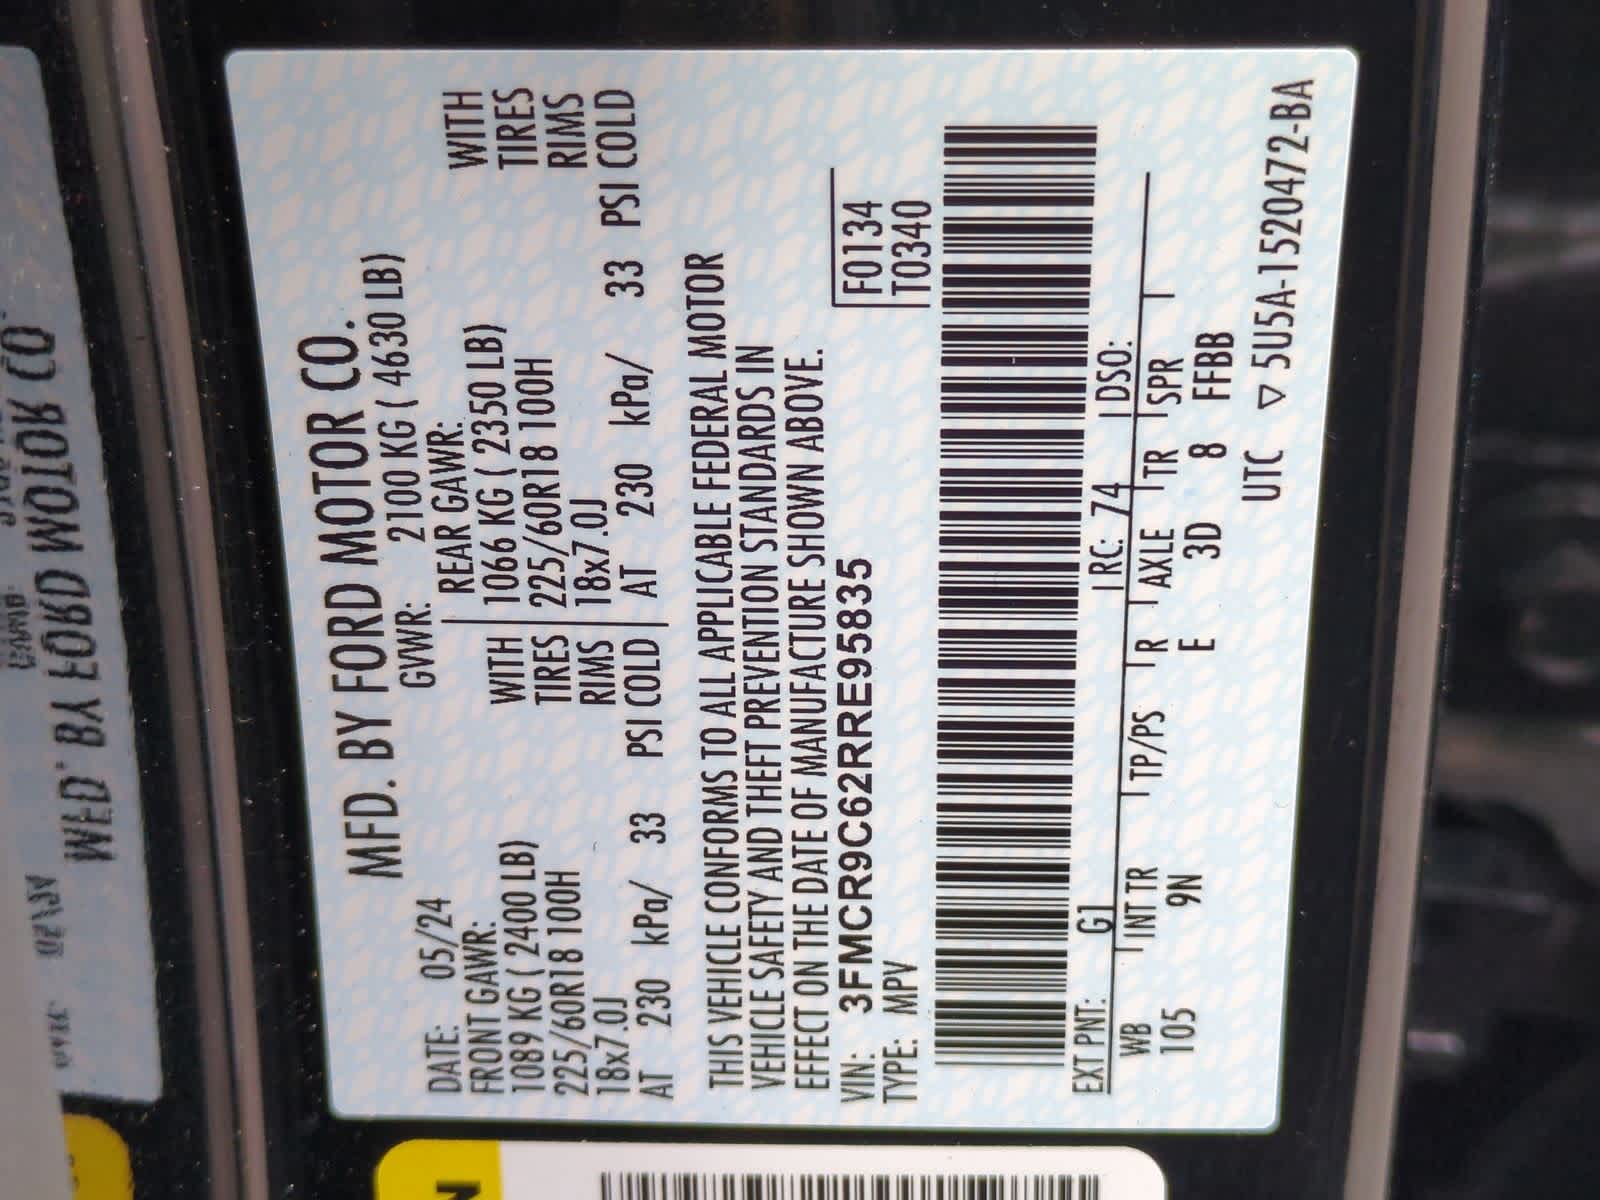 MFD. BY FORD MOTOR CO.
DATE: 05/24 GVWR: 2100 KG ( 4630 LB)
FRONT GAWR: REAR GAWR:
1089 KG ( 2400 LB) WITH 1066 KG ( 2350 LB) WITH
225/60R18 100H TIRES 225/60R18 100H TIRES
18x7.0J RIMS 18x7.0J RIMS
AT 230 kPa/ 33 PSI COLD AT 230 kPa/ 33 PSI COLD
THIS VEHICLE CONFORMS TO ALL APPLICABLE FEDERAL MOTOR
VEHICLE SAFETY AND THEFT PREVENTION STANDARDS IN
EFFECT ON THE DATE OF MANUFACTURE SHOWN ABOVE.
VIN: 3FMCR9C62RRE95835 F0134
TYPE: MPV T0340
EXT PNT: G1 RC: 74 DSO:
WB INT TR TP/PS R AXLE TR SPR
105 9N E 3D 8 FFBB
UTC ▽ 5U5A-1520472-BA
MFD. BY FORD MOTOR CO.
N